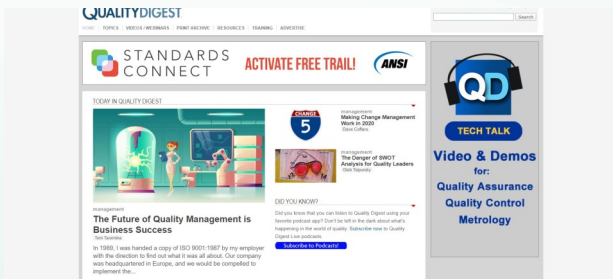 QUALITYDIGEST
Search
HOME | TOPICS | VIDEOS/WEBINARS | PRINT ARCHIVE | RESOURCES | TRAINING | ADVERTISE
STANDARDS
CONNECT
ACTIVATE FREE TRAIL!
ANSI
TODAY IN QUALITY DIGEST
management
The Future of Quality Management is
Business Success
In 1989, I was handed a copy of ISO 9001:1987 by my employer
with the direction to find out what it was all about. Our company
was headquartered in Europe, and we would be compelled to
implement the...
CHANGE
5
management
Making Change Management
Work in 2020
management
The Danger of SWOT
Analysis for Quality Leaders
DID YOU KNOW?
Did you know that you can listen to Quality Digest using your
favorite podcast app? Don't be left in the dark about what's
happening in the world of quality. Subscribe now to Quality
Digest Live podcasts.
Subscribe to Podcasts!
QD
TECH TALK
Video & Demos
for:
Quality Assurance
Quality Control
Metrology